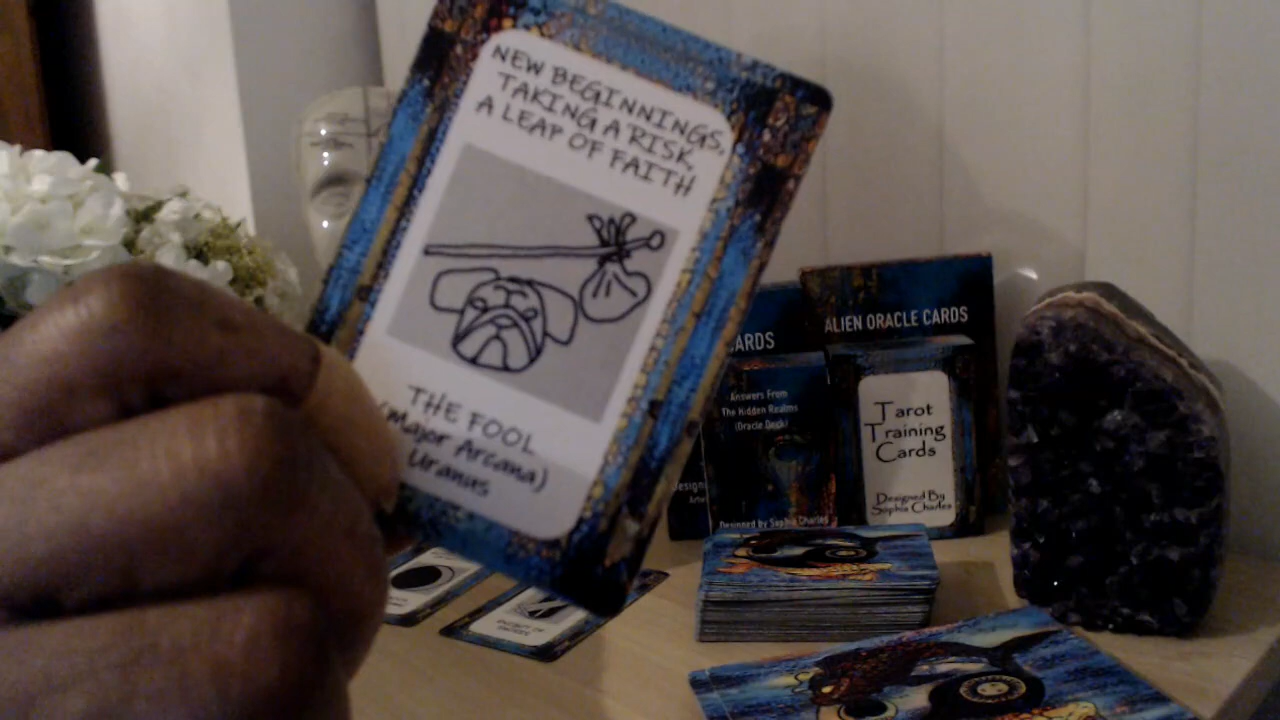 NEW BEGINNINGS,
TAKING A RISK,
A LEAP OF FAITH
THE FOOL
(Major Arcana)
Uranus
CARDS
Answers From
The Hidden Realms
(Oracle Deck)
Designed by Sophia Charles
ALIEN ORACLE CARDS
Tarot
Training
Cards
Designed By
Sophia Charles